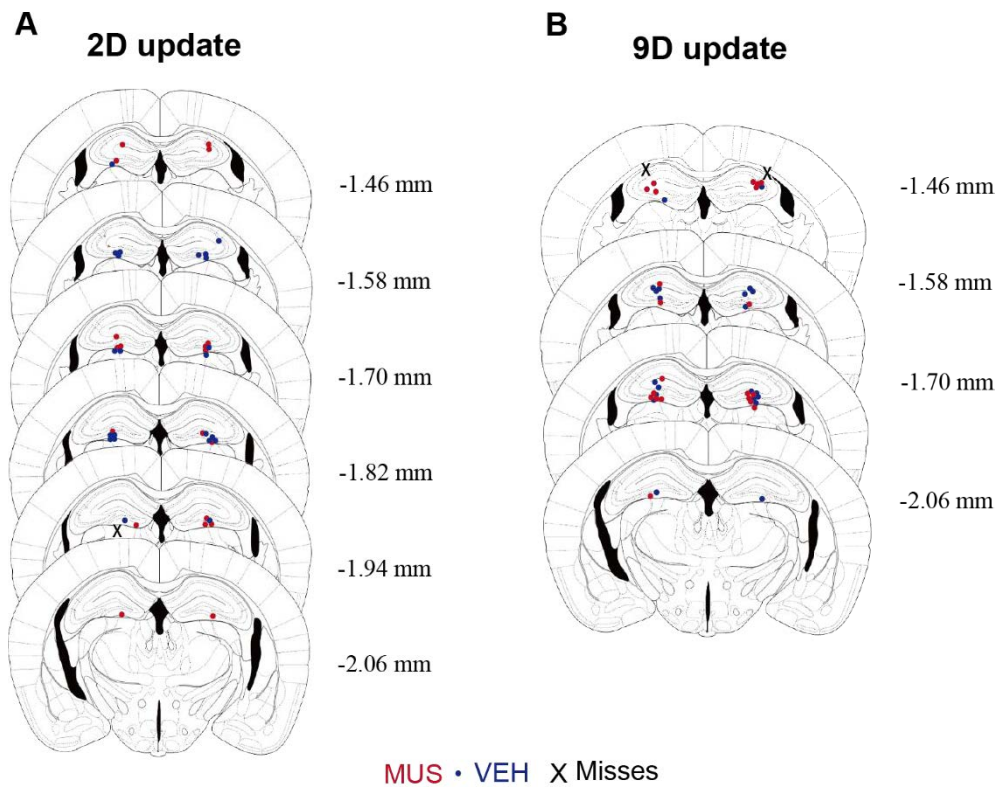 A
2D update
-1.46 mm
-1.58 mm
-1.70 mm
-1.82 mm
X
-1.94 mm
-2.06 mm
B
9D update
X X
-1.46 mm
-1.58 mm
-1.70 mm
-2.06 mm
MUS • VEH X Misses